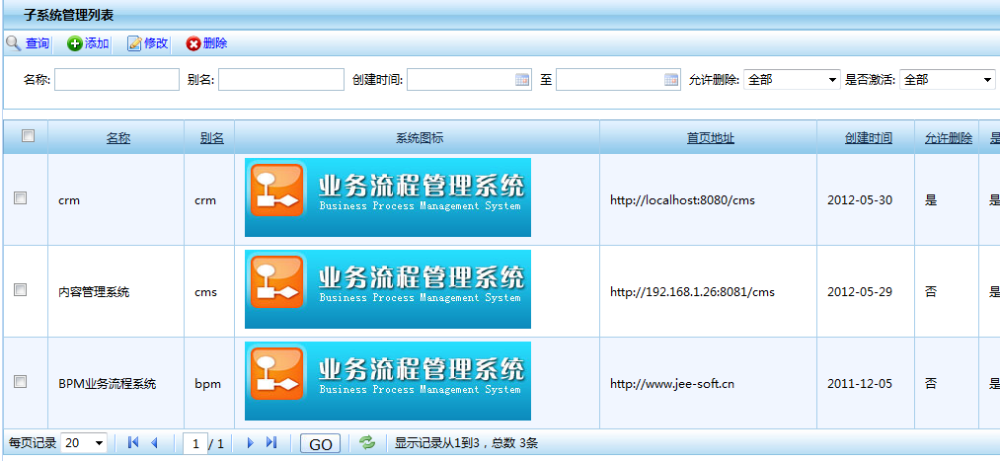 子系统管理列表
查询 添加 修改 删除
名称: 别名: 创建时间: 至 允许删除: 全部 是否激活: 全部
名称 别名 系统图标 首页地址 创建时间 允许删除 是
crm crm 业务流程管理系统 http://localhost:8080/cms 2012-05-30 是 是
Business Process Management System
内容管理系统 cms 业务流程管理系统 http://192.168.1.26:8081/cms 2012-05-29 否 是
Business Process Management System
BPM业务流程系统 bpm 业务流程管理系统 http://www.jee-soft.cn 2011-12-05 否 是
Business Process Management System
每页记录 20 1 / 1 GO 显示记录从1到3，总数 3条